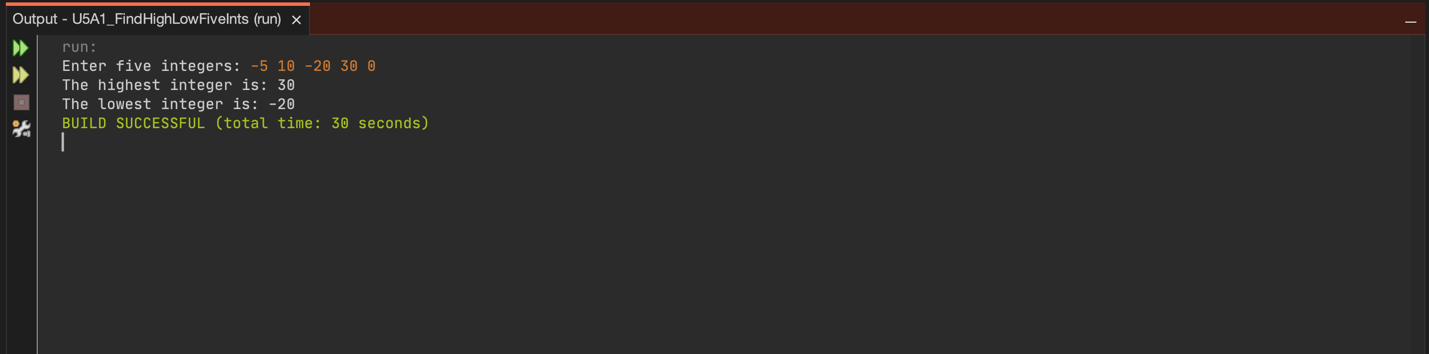 Output - U5A1_FindHighLowFiveInts (run)
run:
Enter five integers: -5 10 -20 30 0
The highest integer is: 30
The lowest integer is: -20
BUILD SUCCESSFUL (total time: 30 seconds)